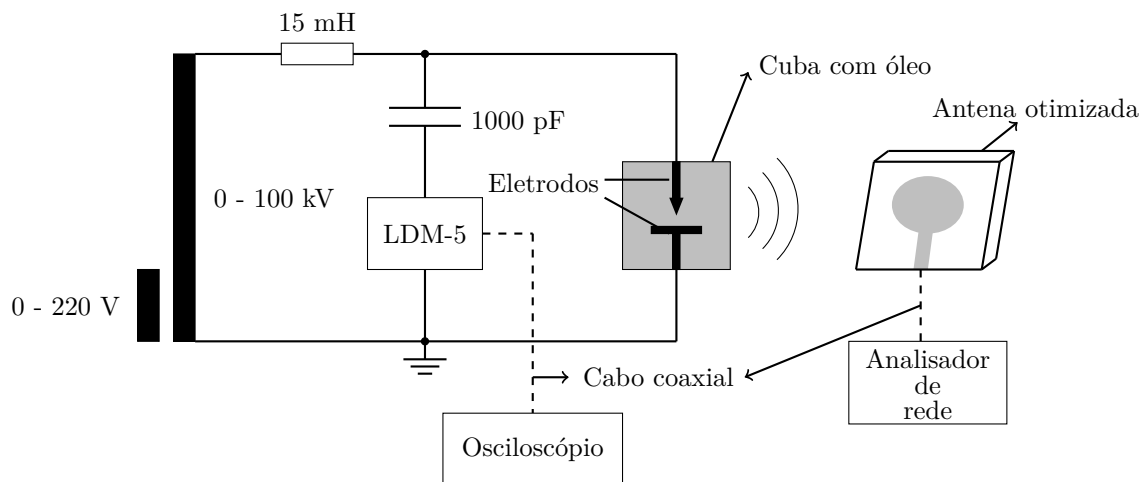 15 mH
Cuba com óleo
Antena otimizada
1000 pF
Eletrodos
0 - 100 kV
LDM-5
0 - 220 V
Cabo coaxial
Analisador
de
rede
Osciloscópio